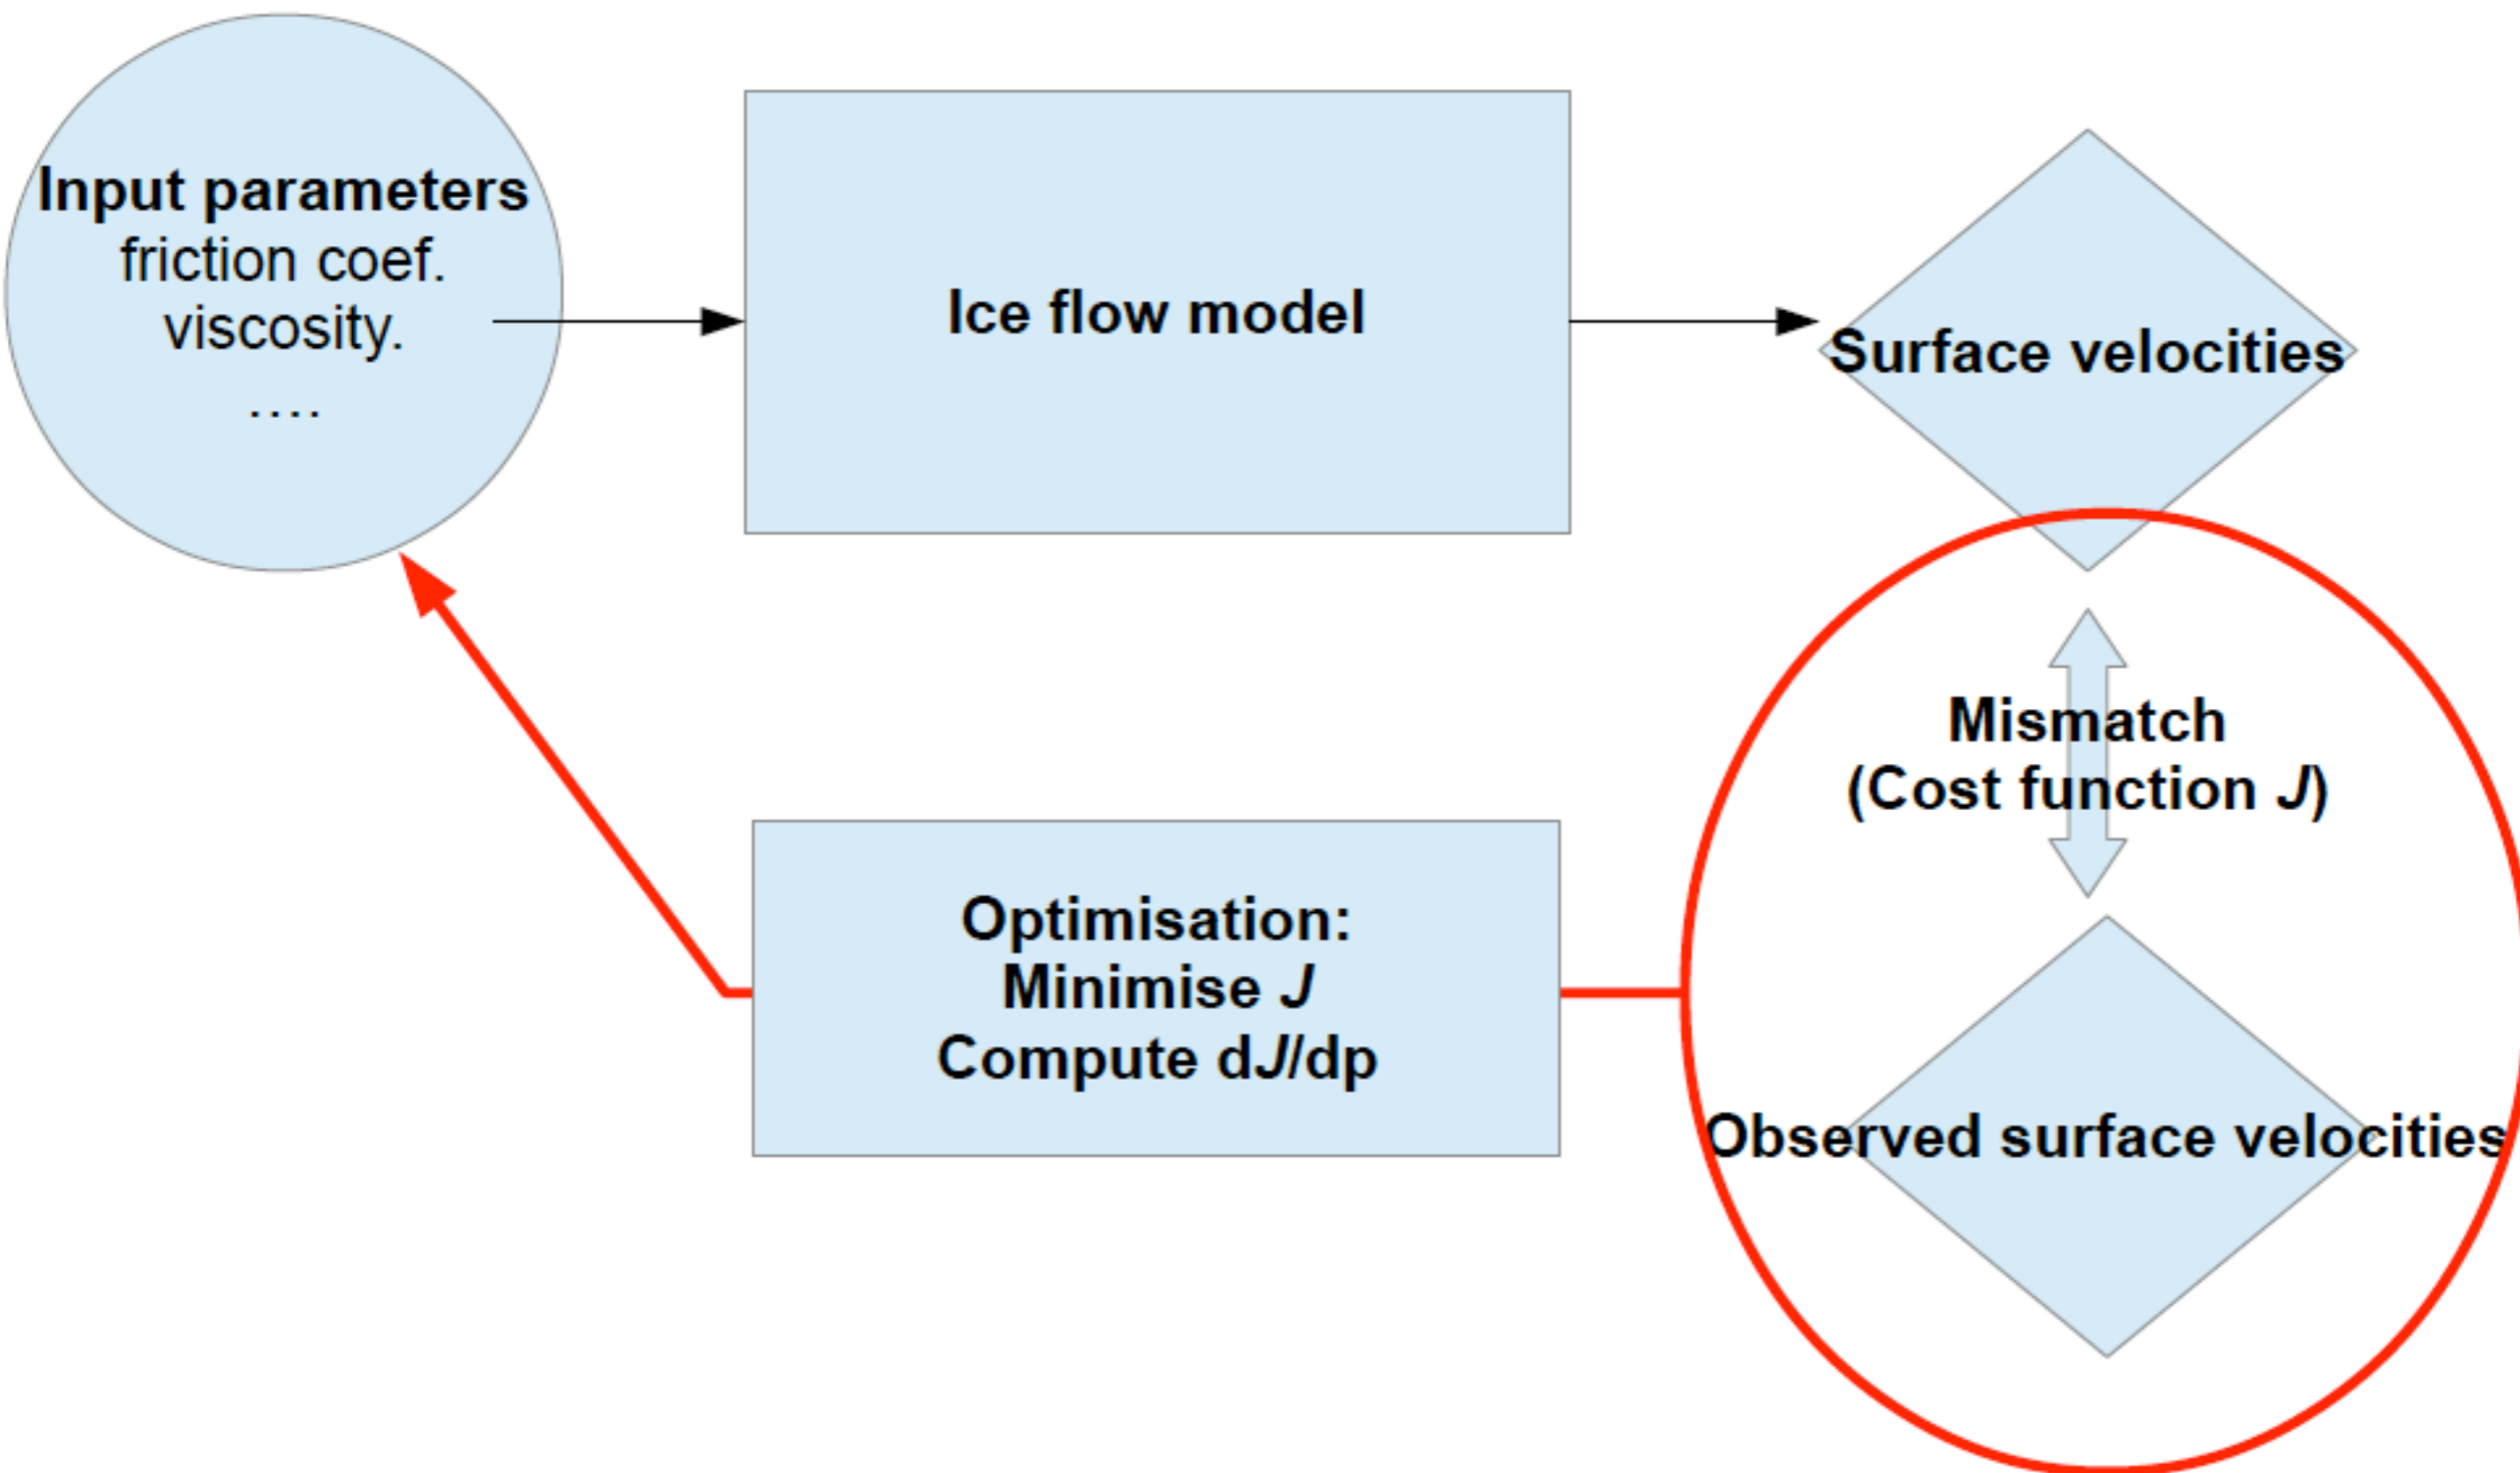 Input parameters
friction coef.
viscosity.
....
Ice flow model
Surface velocities
Mismatch
(Cost function J)
Optimisation:
Minimise J
Compute dJ/dp
Observed surface velocities